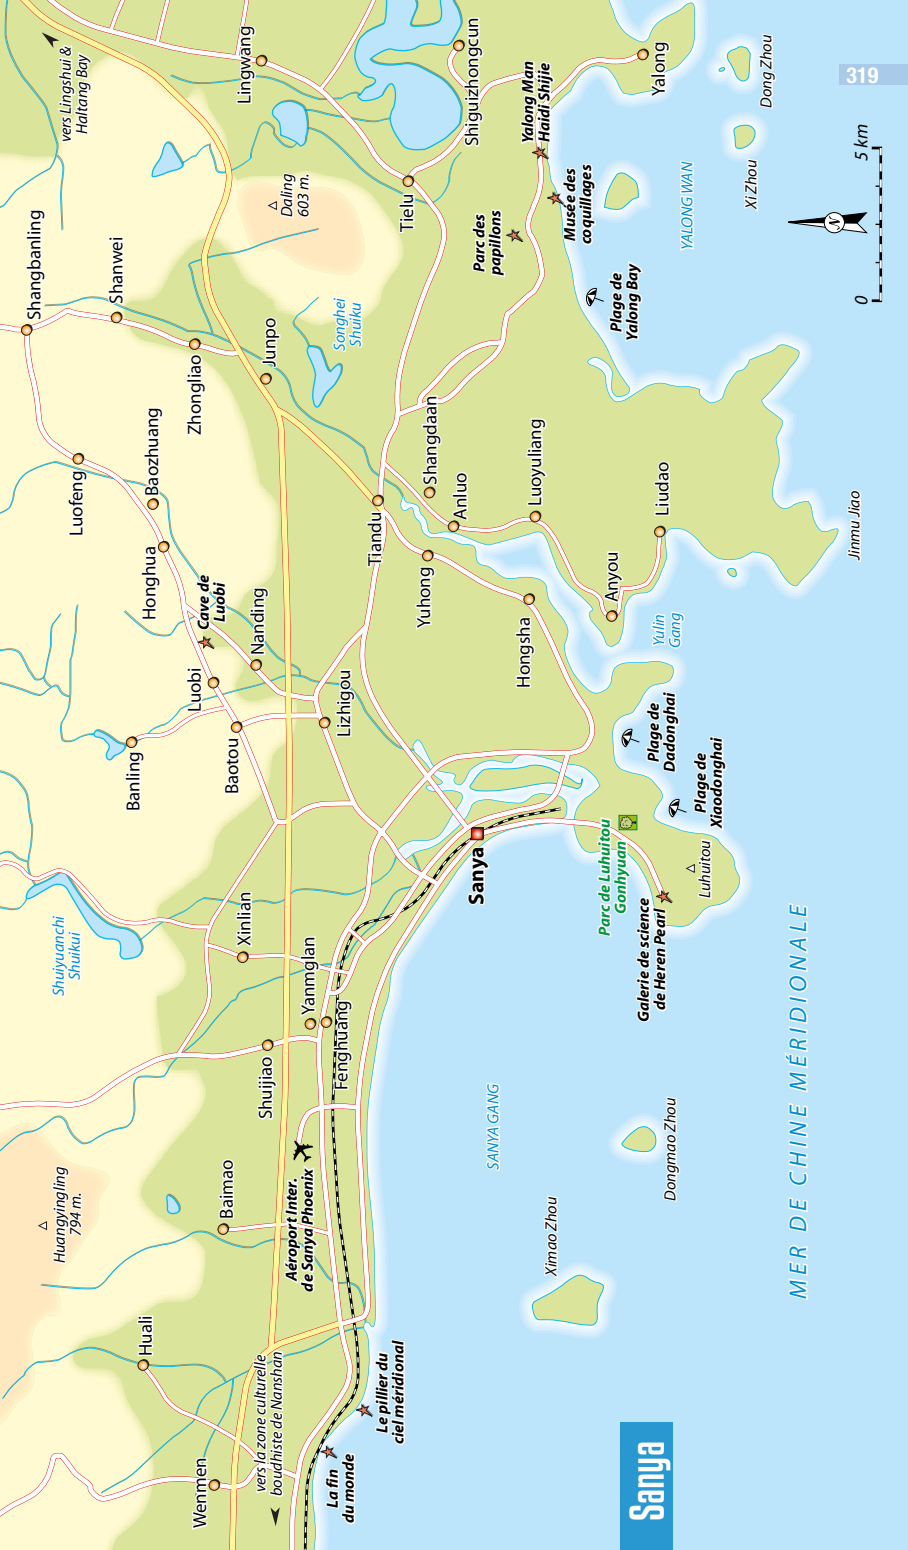 319
vers Lingshui &
Haltang Bay
Lingwang
Shiguizhongcun
Yalong
Dong Zhou
Yalong Man
Haidi Shijie
Xi Zhou
5 km
0
N
Shangbanling
Shanwei
Daling
603 m.
Tielu
Parc des
papillons
Musée des
coquillages
YALONG WAN
Plage de
Yalong Bay
Songhei
Shuiku
Junpo
Zhongliao
Baozhuang
Luofeng
Honghua
Shangdaan
Anluo
Luoyuliang
Liudao
Jinmu Jiao
Tiandu
Yuhong
Anyou
Cave de
Luobi
Nanding
Hongsha
Yulin
Gang
Luobi
Lizhigou
Baotou
Banling
Plage de
Dadonghai
Plage de
Xiaodonghai
Sanya
Parc de Luhuitou
Gonhyuan
Luhuitou
Galerie de science
de Heren Pearl
Shuiyuanchi
Shuikui
Xinlian
Yanmglan
Fenghuang
Shuijiao
SANYA GANG
Dongmao Zhou
Ximao Zhou
MER DE CHINE MÉRIDIONALE
Huangyingling
794 m.
Baimao
Aéroport Inter.
de Sanya Phoenix
Huali
vers la zone culturelle
boudhiste de Nanshan
Wenmen
La fin
du monde
Le pillier du
ciel méridional
Sanya